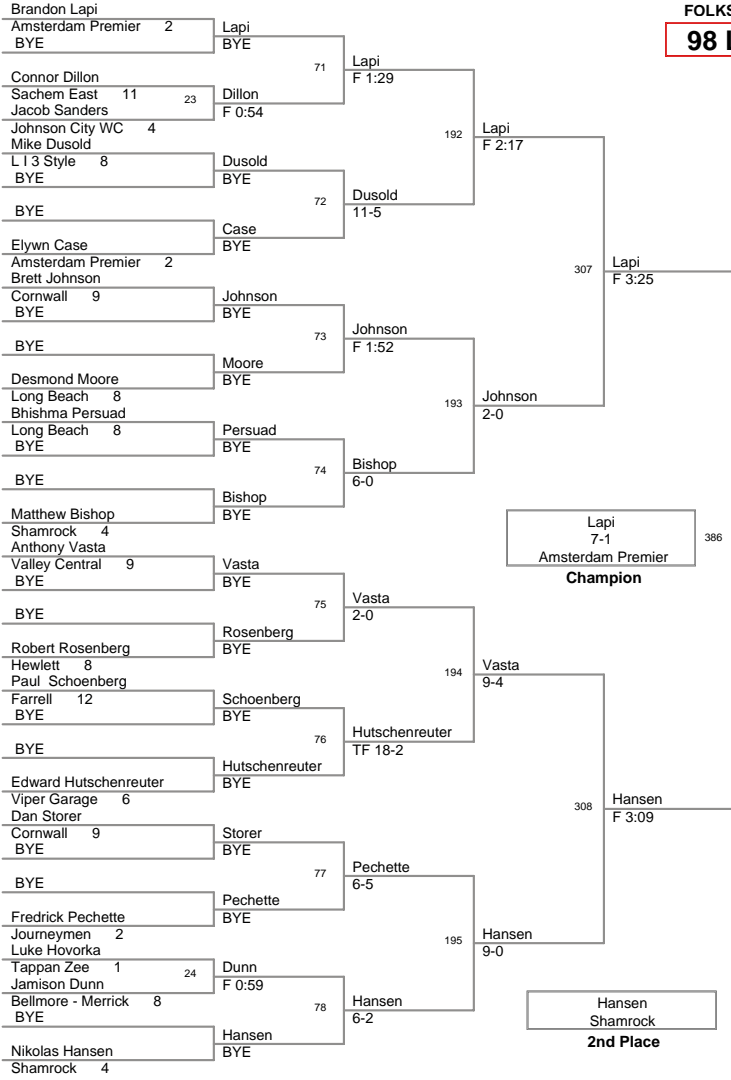 Brandon Lapi
Amsterdam Premier 2
BYE
Connor Dillon
Sachem East 11
23
Jacob Sanders
Johnson City WC 4
Mike Dusold
L I 3 Style 8
BYE
BYE
Elywn Case
Amsterdam Premier 2
Brett Johnson
Cornwall 9
BYE
BYE
Desmond Moore
Long Beach 8
Bhishma Persuad
Long Beach 8
BYE
BYE
Matthew Bishop
Shamrock 4
Anthony Vasta
Valley Central 9
BYE
BYE
Robert Rosenberg
Hewlett 8
Paul Schoenberg
Farrell 12
BYE
BYE
Edward Hutschenreuter
Viper Garage 6
Dan Storer
Cornwall 9
BYE
BYE
Fredrick Pechette
Journeymen 2
Luke Hovorka
Tappan Zee 1
24
Jamison Dunn
Bellmore - Merrick 8
BYE
Nikolas Hansen
Shamrock 4
Lapi
BYE
71
Dillon
F 0:54
Dusold
BYE
72
Case
BYE
Johnson
BYE
73
Moore
BYE
Persuad
BYE
74
Bishop
BYE
Vasta
BYE
75
Rosenberg
BYE
Schoenberg
BYE
76
Hutschenreuter
BYE
Storer
BYE
77
Pechette
BYE
Dunn
F 0:59
78
Hansen
BYE
Lapi
F 1:29
192
Dusold
11-5
Johnson
F 1:52
193
Bishop
6-0
Vasta
2-0
194
Hutschenreuter
TF 18-2
Pechette
6-5
195
Hansen
6-2
Lapi
F 2:17
307
Johnson
2-0
Vasta
9-4
308
Hansen
9-0
Lapi
F 3:25
Hansen
F 3:09
98
Lapi
7-1
Amsterdam Premier
386
Champion
Hansen
Shamrock
2nd Place